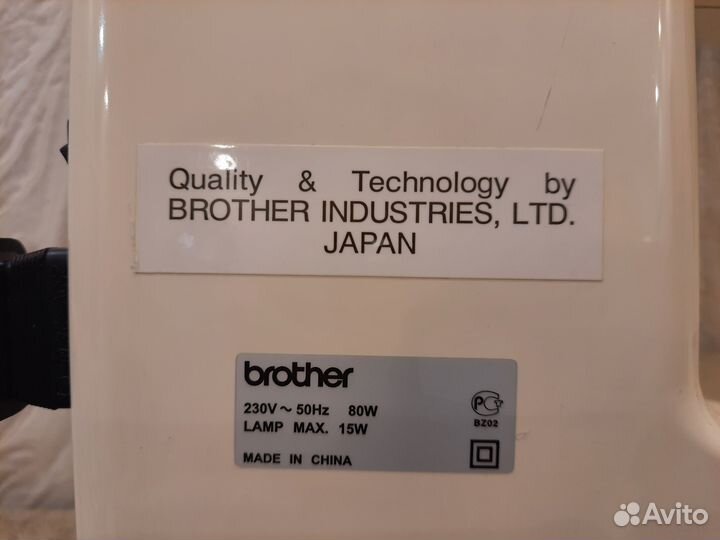 Quality & Technology by
BROTHER INDUSTRIES, LTD.
JAPAN
brother
230V ~ 50Hz 80W
LAMP MAX. 15W
MADE IN CHINA
РСТ
BZ02
Avito